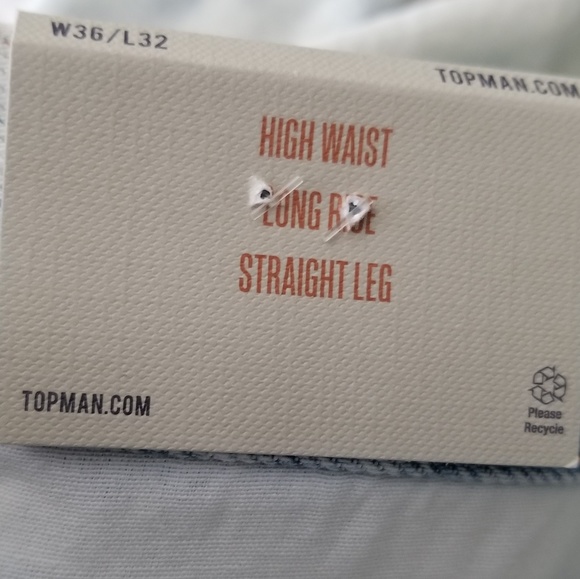 W36/L32
TOPMAN.COM
HIGH WAIST
LONG RISE
STRAIGHT LEG
TOPMAN.COM
Please
Recycle